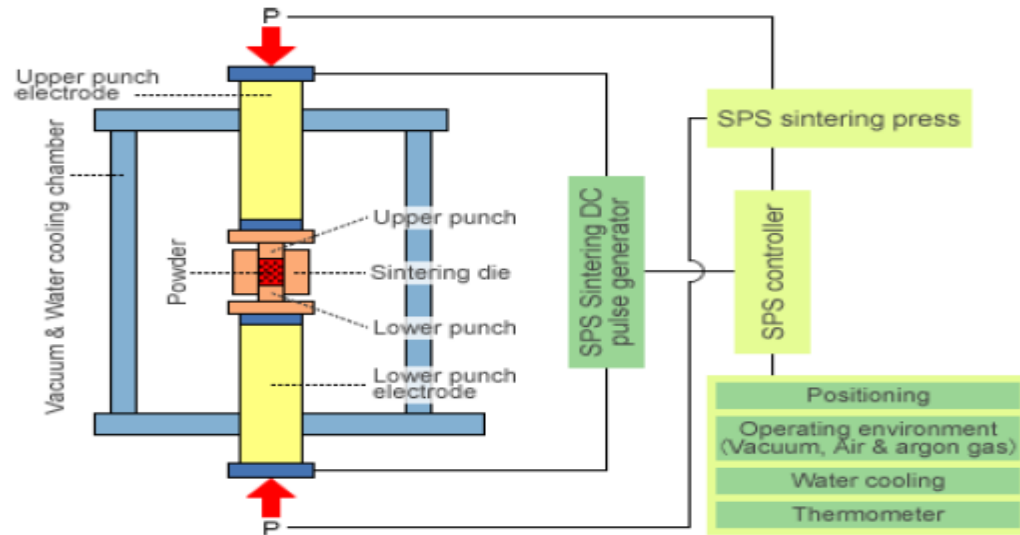 P
Upper punch
electrode
Vacuum & Water cooling chamber
Powder
Upper punch
Sintering die
Lower punch
Lower punch
electrode
P
SPS Sintering DC
pulse generator
SPS sintering press
SPS controller
Positioning
Operating environment
(Vacuum, Air & argon gas)
Water cooling
Thermometer